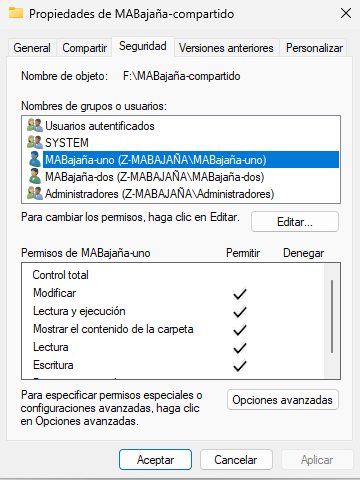 Propiedades de MABajaña-compartido
General Compartir Seguridad Versiones anteriores Personalizar
Nombre de objeto: F:\MABajaña-compartido
Nombres de grupos o usuarios:
Usuarios autentificados
SYSTEM
MABajaña-uno (Z-MABAJAÑA\MABajaña-uno)
MABajaña-dos (Z-MABAJAÑA\MABajaña-dos)
Administradores (Z-MABAJAÑA\Administradores)
Para cambiar los permisos, haga clic en Editar.
Editar...
Permisos de MABajaña-uno Permitir Denegar
Control total
Modificar
Lectura y ejecución
Mostrar el contenido de la carpeta
Lectura
Escritura
Para especificar permisos especiales o
configuraciones avanzadas, haga clic
en Opciones avanzadas.
Opciones avanzadas
Aceptar Cancelar Aplicar